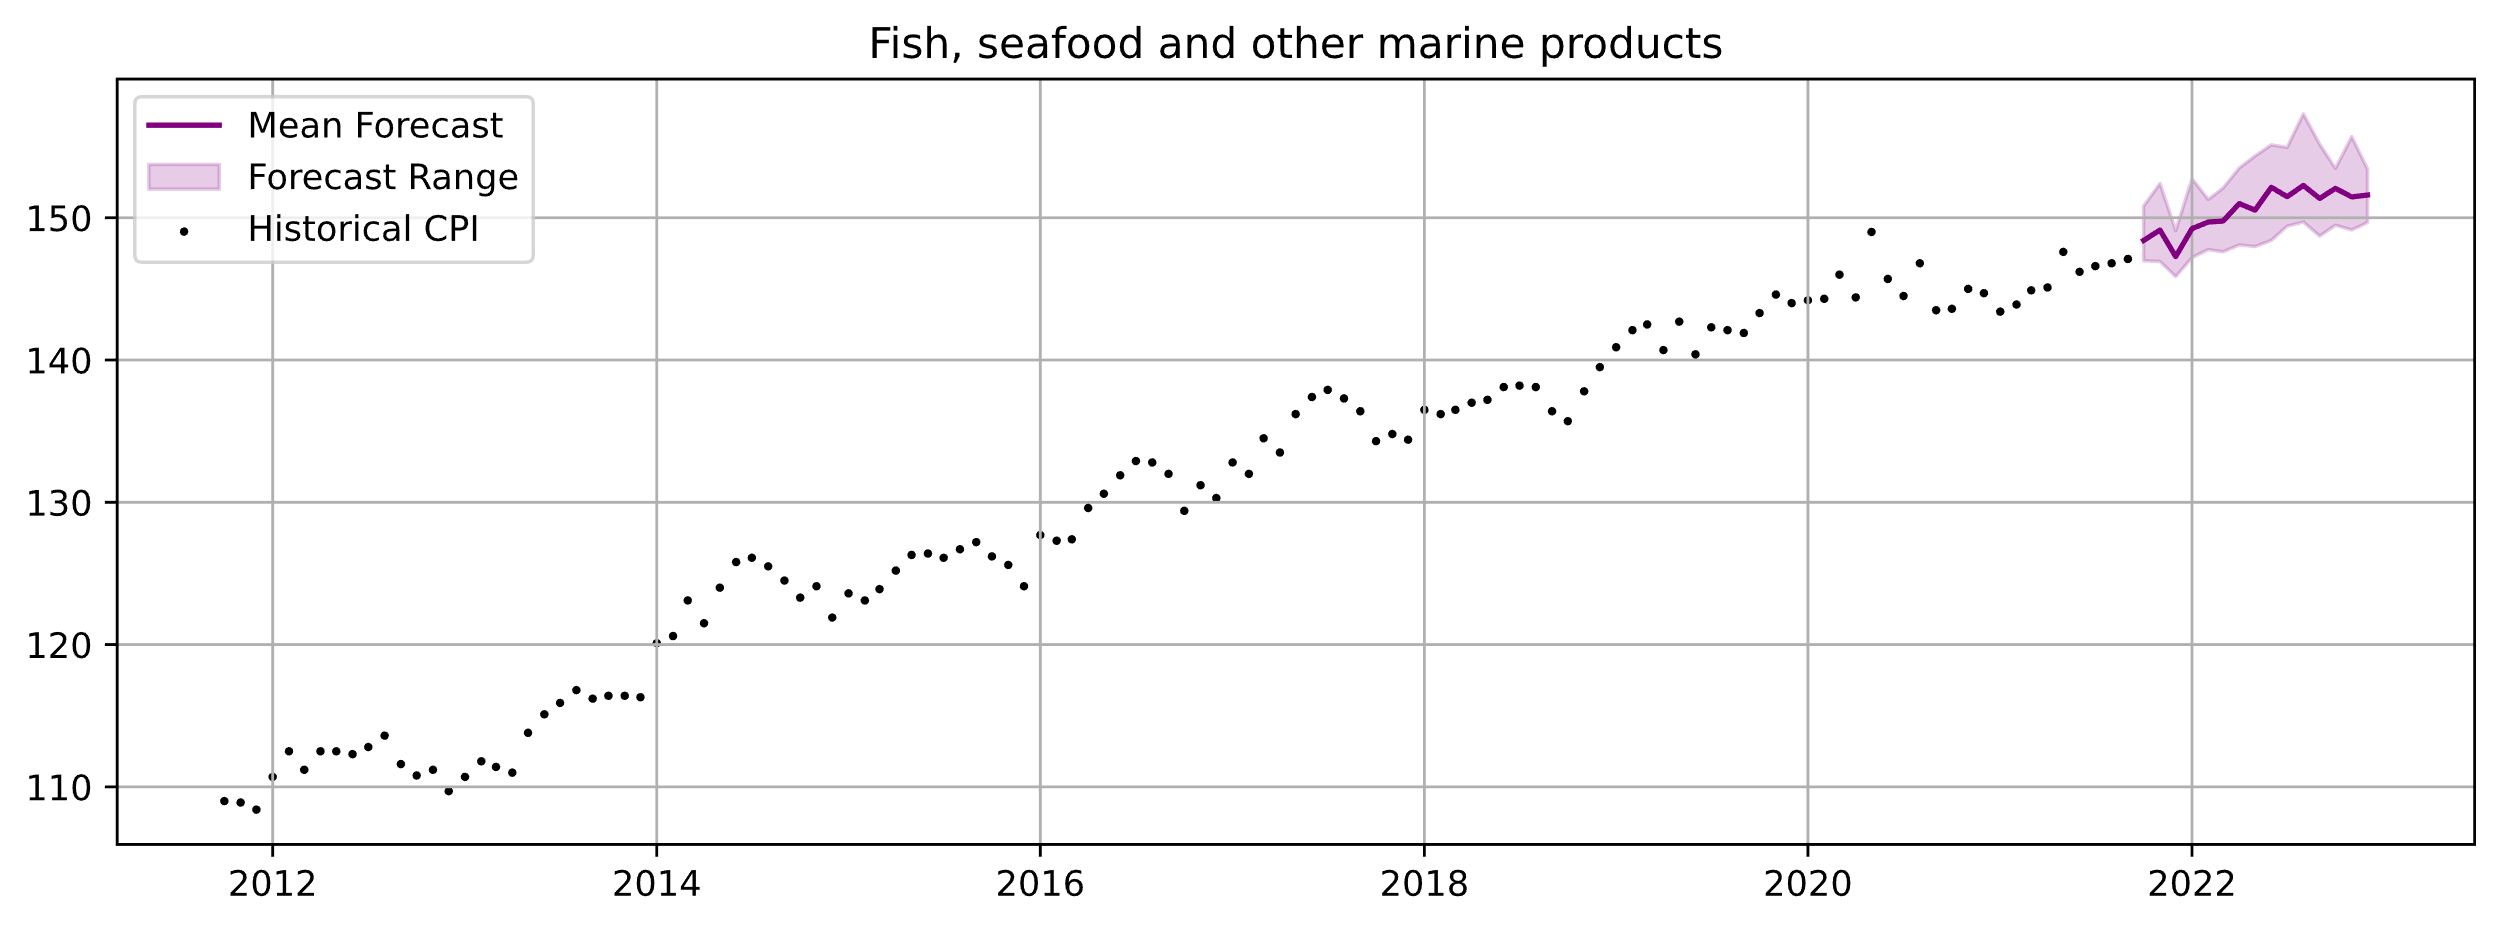 Fish, seafood and other marine products
Mean Forecast
Forecast Range
Historical CPI
150
140
130
120
110
2012 2014 2016 2018 2020 2022